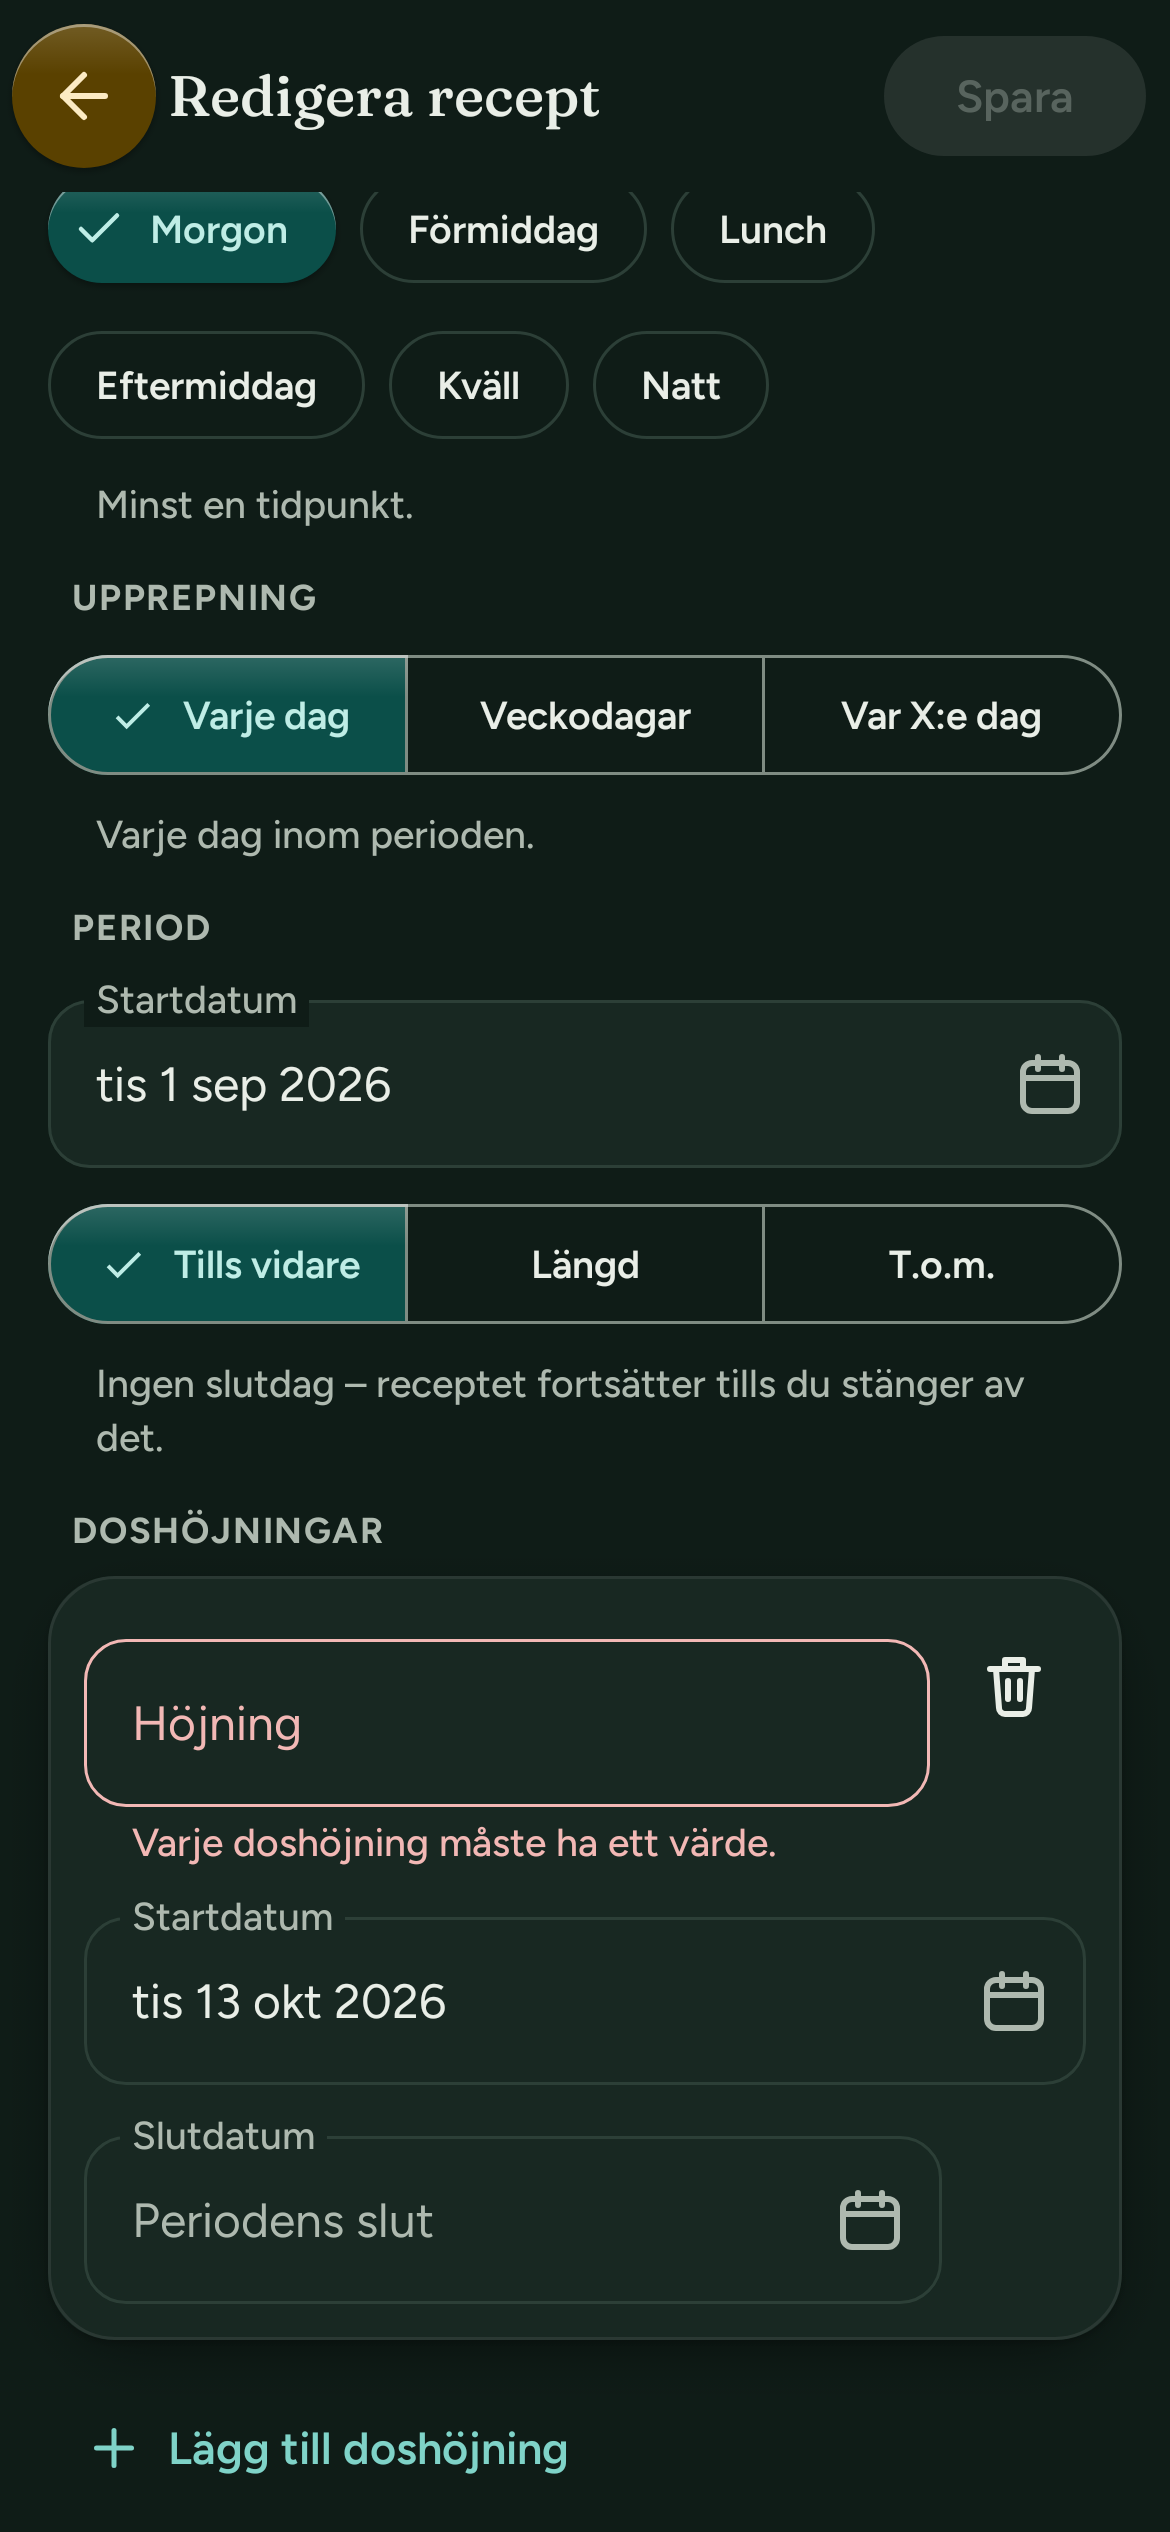 Redigera recept
Spara
Morgon
Förmiddag
Lunch
Eftermiddag
Kväll
Natt
Minst en tidpunkt.
UPPREPNING
Varje dag
Veckodagar
Var X:e dag
Varje dag inom perioden.
PERIOD
Startdatum
tis 1 sep 2026
Tills vidare
Längd
T.o.m.
Ingen slutdag – receptet fortsätter tills du stänger av
det.
DOSHÖJNINGAR
Höjning
Varje doshöjning måste ha ett värde.
Startdatum
tis 13 okt 2026
Slutdatum
Periodens slut
Lägg till doshöjning